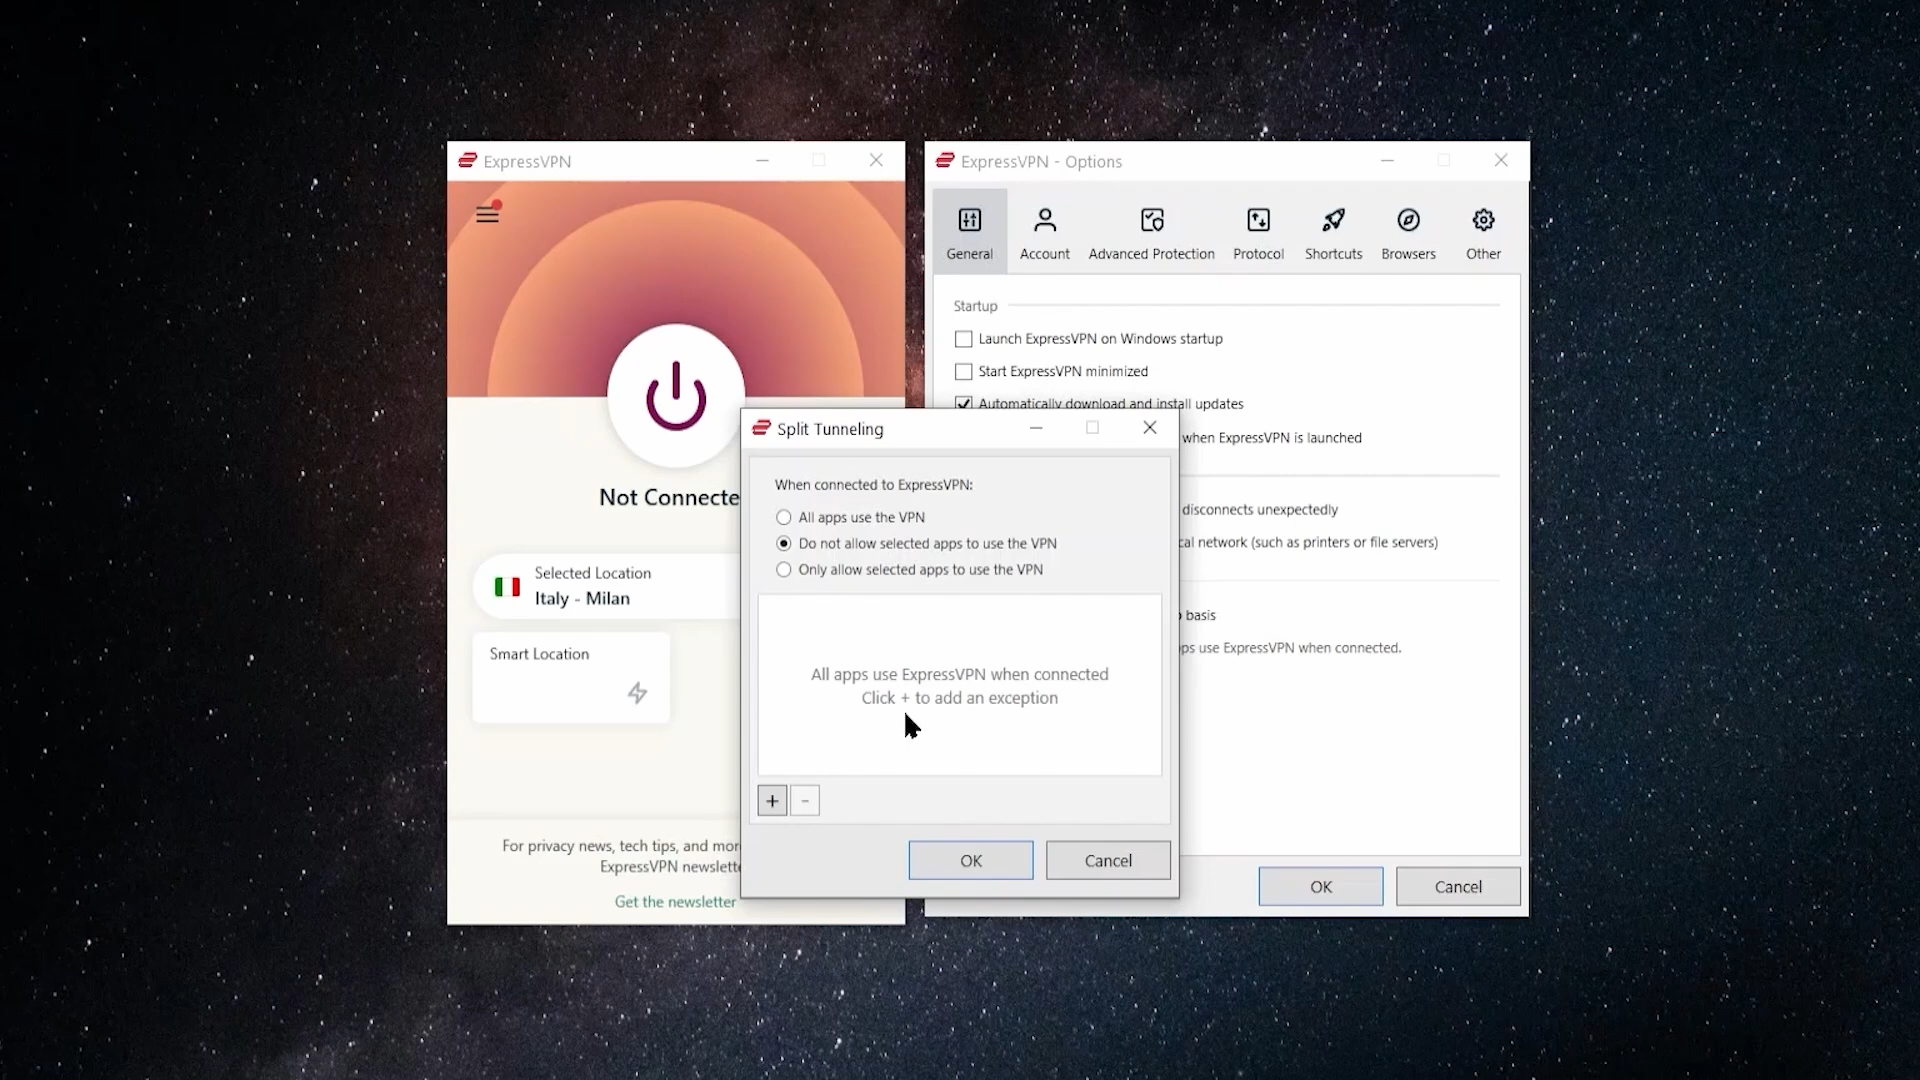 ExpressVPN
Not Connecte
Selected Location
Italy - Milan
Smart Location
For privacy news, tech tips, and mor
ExpressVPN newslett
Get the newsletter
ExpressVPN - Options
General
Account
Advanced Protection
Protocol
Shortcuts
Browsers
Other
Startup
Launch ExpressVPN on Windows startup
Start ExpressVPN minimized
Automatically download and install updates
when ExpressVPN is launched
disconnects unexpectedly
cal network (such as printers or file servers)
basis
ps use ExpressVPN when connected.
OK
Cancel
Split Tunneling
When connected to ExpressVPN:
All apps use the VPN
Do not allow selected apps to use the VPN
Only allow selected apps to use the VPN
All apps use ExpressVPN when connected
Click + to add an exception
+
-
OK
Cancel